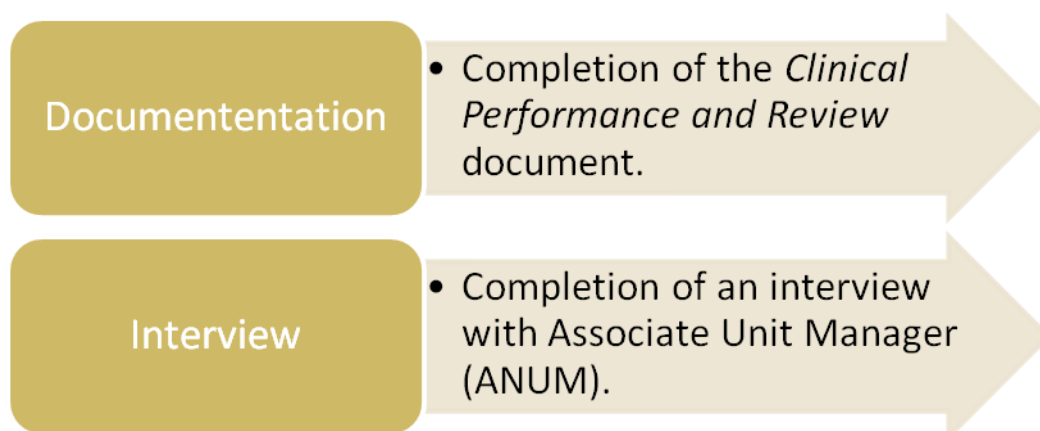 Documententation
• Completion of the Clinical
Performance and Review
document.
Interview
• Completion of an interview
with Associate Unit Manager
(ANUM).